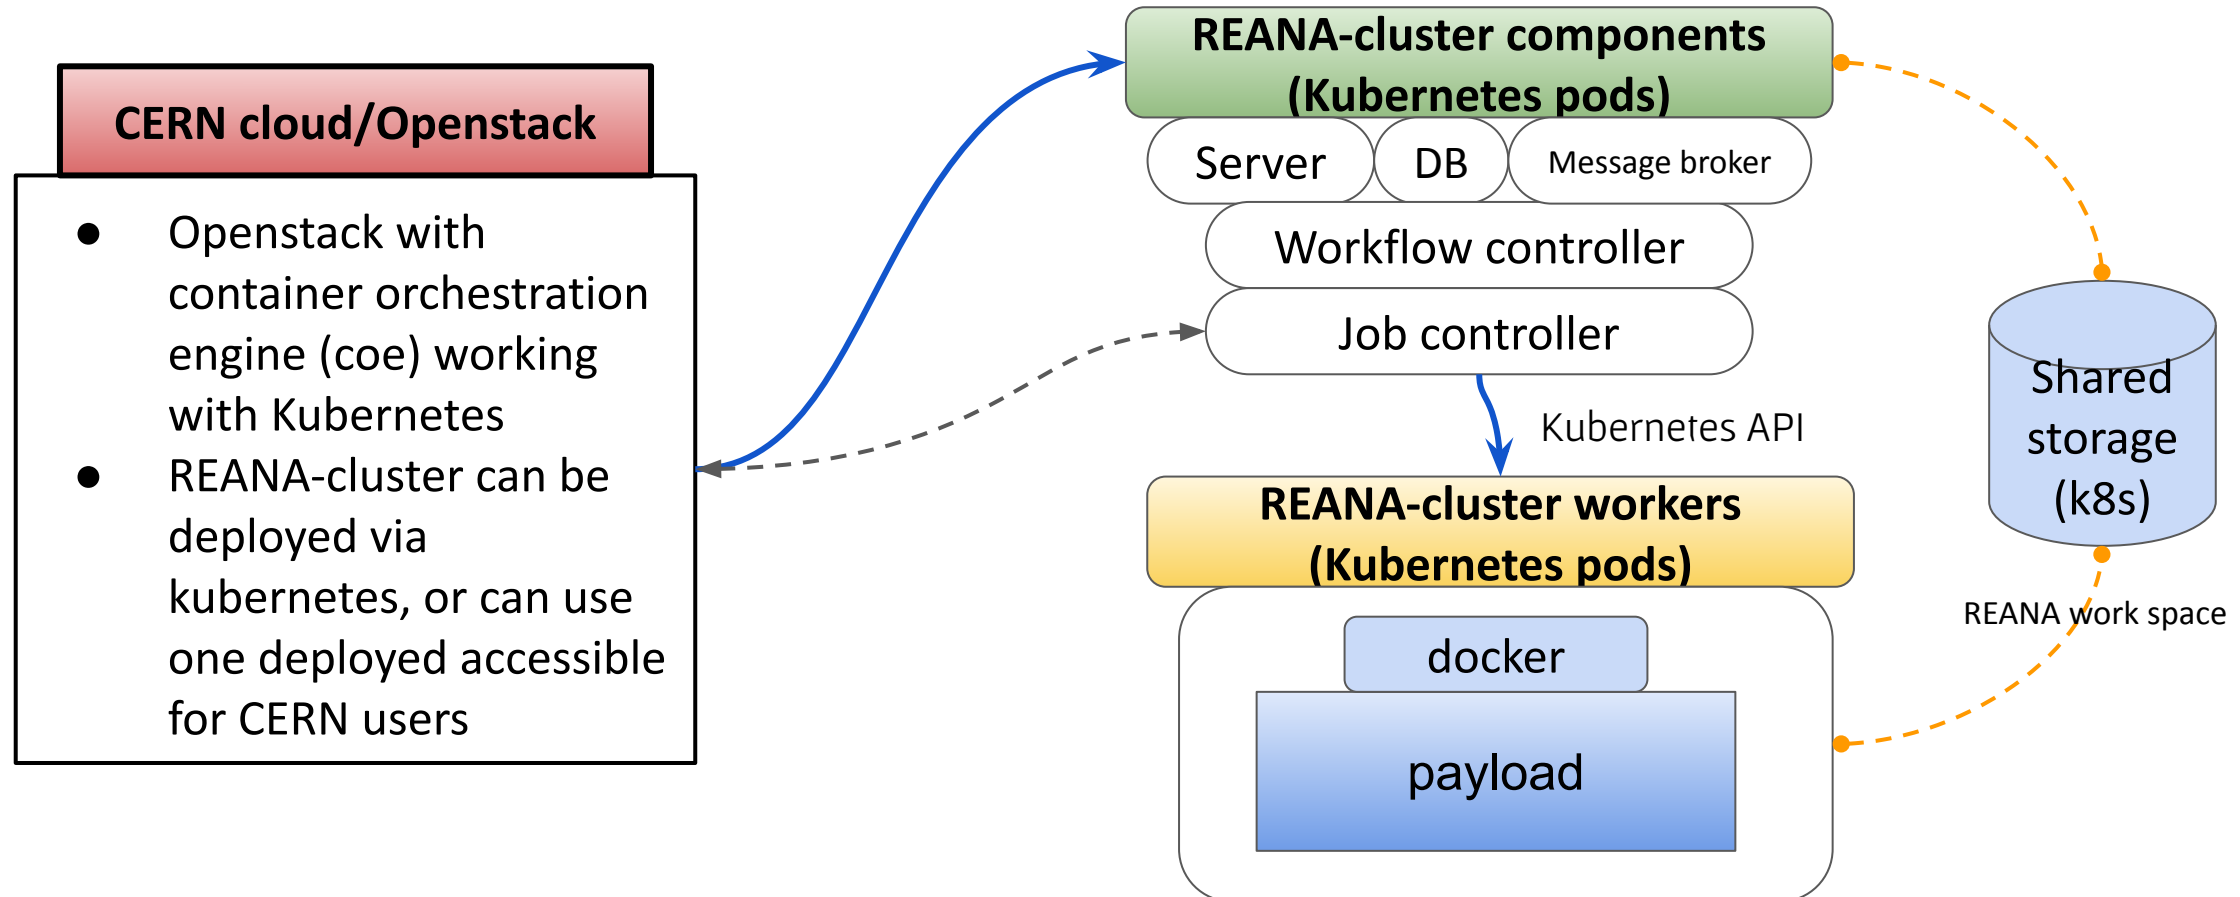 CERN cloud/Openstack
● Openstack with
container orchestration
engine (coe) working
with Kubernetes
● REANA-cluster can be
deployed via
kubernetes, or can use
one deployed accessible
for CERN users
REANA-cluster components
(Kubernetes pods)
Server
DB
Message broker
Workflow controller
Job controller
Kubernetes API
REANA-cluster workers
(Kubernetes pods)
docker
payload
Shared
storage
(k8s)
REANA work space